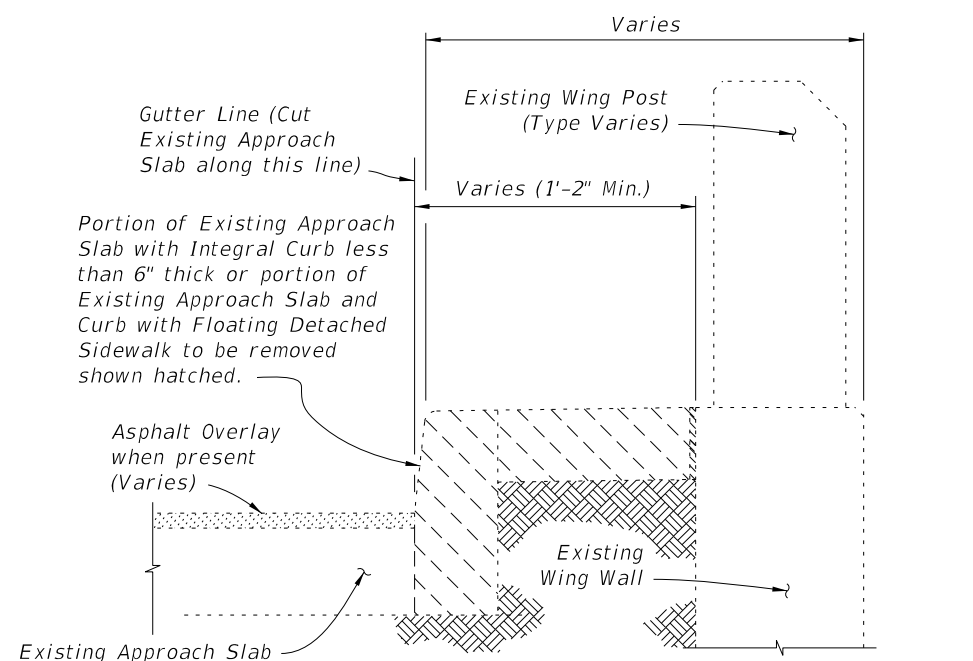 Varies
Existing Wing Post
(Type Varies)
Gutter Line (Cut
Existing Approach
Slab along this line)
Varies (1'-2" Min.)
Portion of Existing Approach
Slab with Integral Curb less
than 6" thick or portion of
Existing Approach Slab and
Curb with Floating Detached
Sidewalk to be removed
shown hatched.
Asphalt Overlay
when present
(Varies)
Existing
Wing Wall
Existing Approach Slab